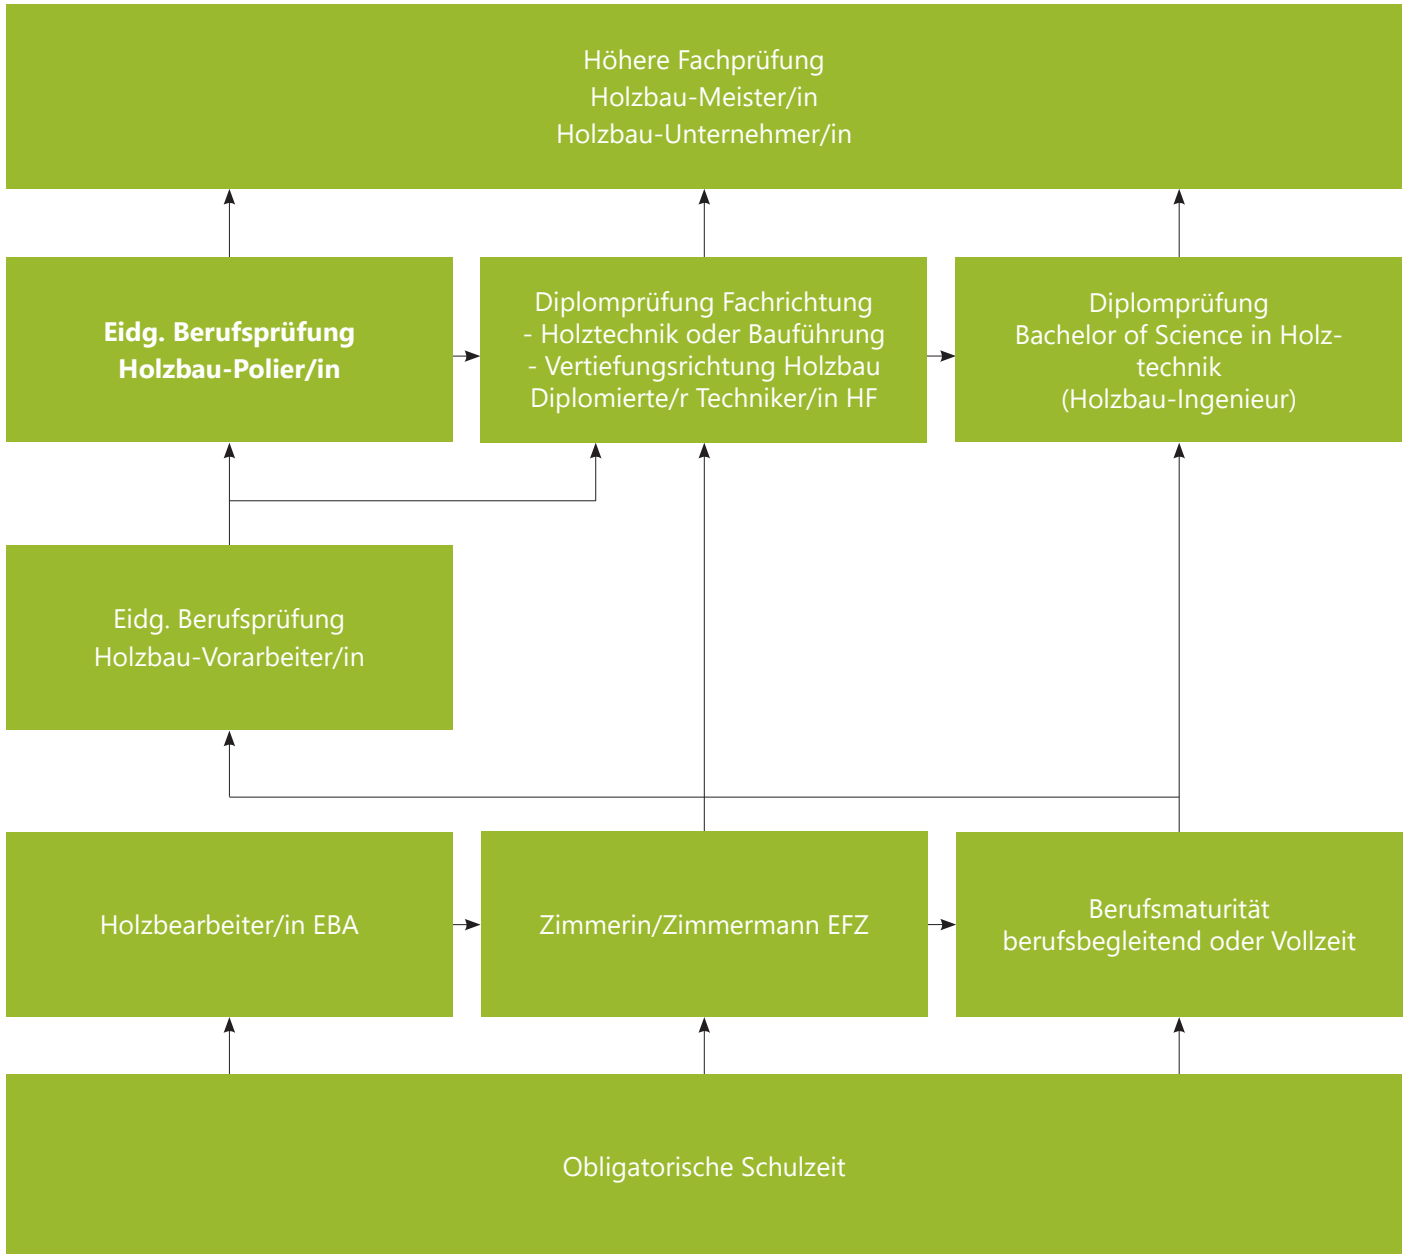 Höhere Fachprüfung
Holzbau-Meister/in
Holzbau-Unternehmer/in
Eidg. Berufsprüfung
Holzbau-Polier/in
Diplomprüfung Fachrichtung
- Holztechnik oder Bauführung
- Vertiefungsrichtung Holzbau
Diplomierte/r Techniker/in HF
Diplomprüfung
Bachelor of Science in Holz-
technik
(Holzbau-Ingenieur)
Eidg. Berufsprüfung
Holzbau-Vorarbeiter/in
Holzbearbeiter/in EBA
Zimmerin/Zimmermann EFZ
Berufsmaturität
berufsbegleitend oder Vollzeit
Obligatorische Schulzeit